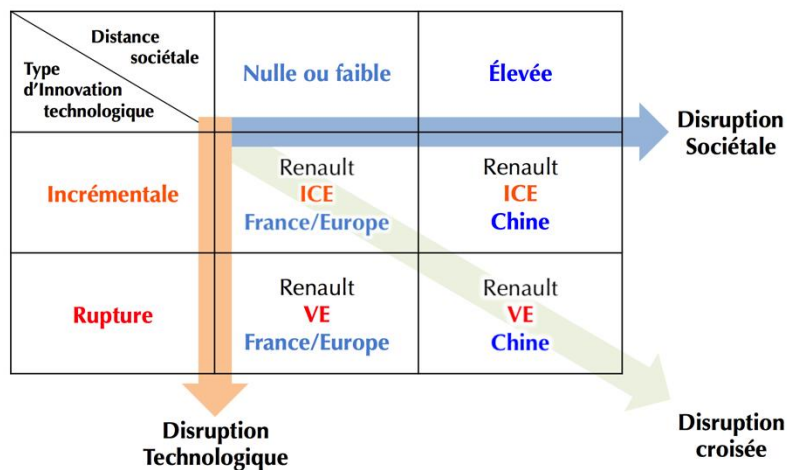 Distance
sociétale
Type
d'Innovation
technologique
Nulle ou faible
Élevée
Disruption
Sociétale
Incrémentale
Renault
ICE
France/Europe
Renault
ICE
Chine
Rupture
Renault
VE
France/Europe
Renault
VE
Chine
Disruption
Technologique
Disruption
croisée